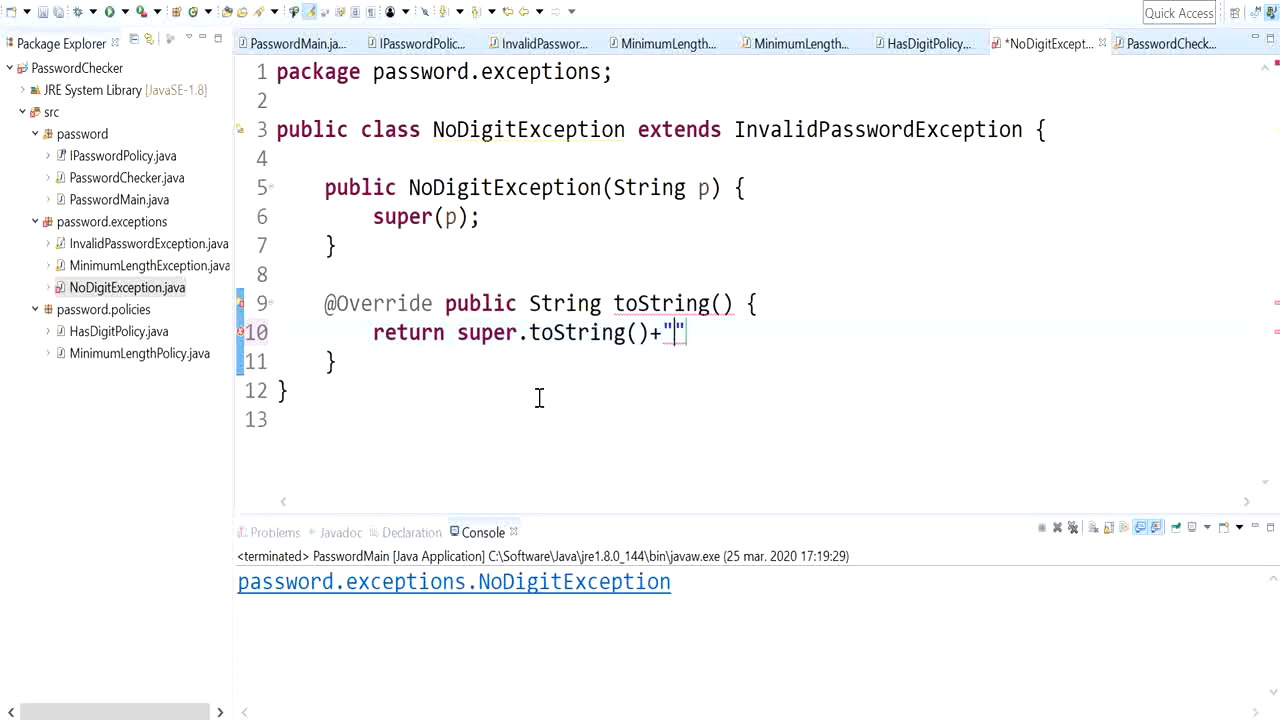 Quick Access
Package Explorer
PasswordChecker
JRE System Library [JavaSE-1.8]
src
password
IPasswordPolicy.java
PasswordChecker.java
PasswordMain.java
password.exceptions
InvalidPasswordException.java
MinimumLengthException.java
NoDigitException.java
password.policies
HasDigitPolicy.java
MinimumLengthPolicy.java
PasswordMain.ja...
IPasswordPolic...
InvalidPasswor...
MinimumLength...
MinimumLength...
HasDigitPolicy...
*NoDigitExcept...
PasswordCheck...
1 package password.exceptions;
2
3 public class NoDigitException extends InvalidPasswordException {
4
5 public NoDigitException(String p) {
6 super(p);
7 }
8
9 @Override public String toString() {
10 return super.toString()+""
11 }
12 }
13
Problems
Javadoc
Declaration
Console
<terminated> PasswordMain [Java Application] C:\Software\Java\jre1.8.0_144\bin\javaw.exe (25 mar. 2020 17:19:29)
password.exceptions.NoDigitException